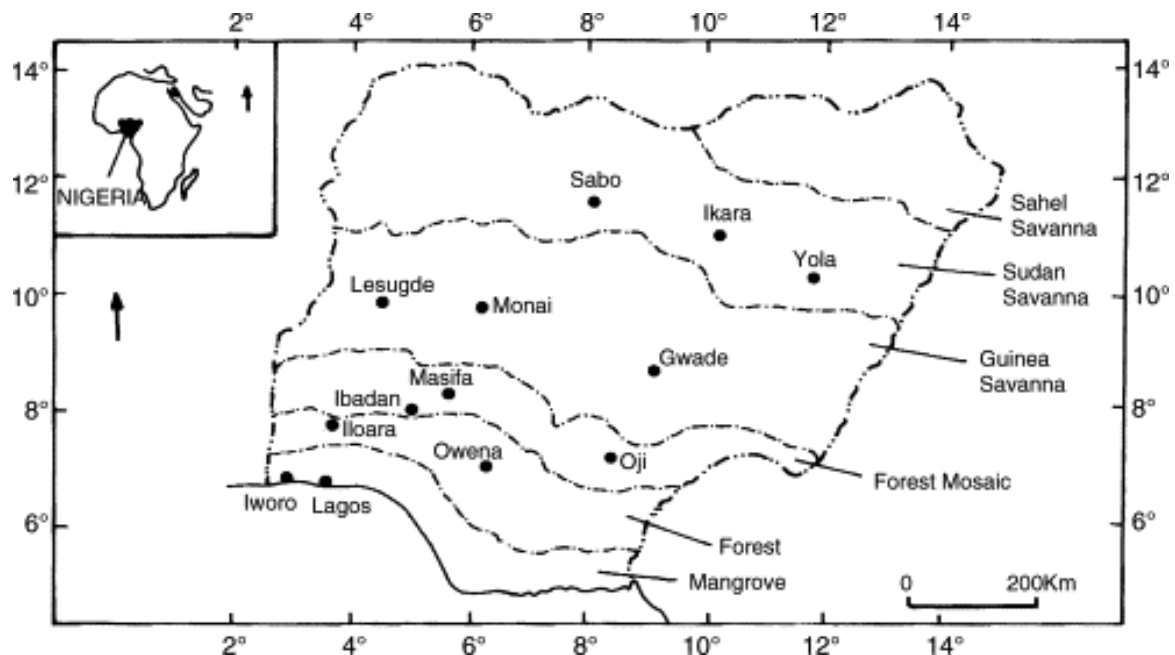 2° 4° 6° 8° 10° 12° 14°
14° 14°
NIGERIA
12° 12°
Sabo
Ikara
Sahel
Savanna
Yola
Sudan
Savanna
Lesugde
Monai
10° 10°
Gwade
Guinea
Savanna
Masifa
Ibadan
8° 8°
Iloara
Owena
Oji
Forest Mosaic
Iworo
Lagos
6° 6°
Forest
Mangrove
0 200Km
2° 4° 6° 8° 10° 12° 14°